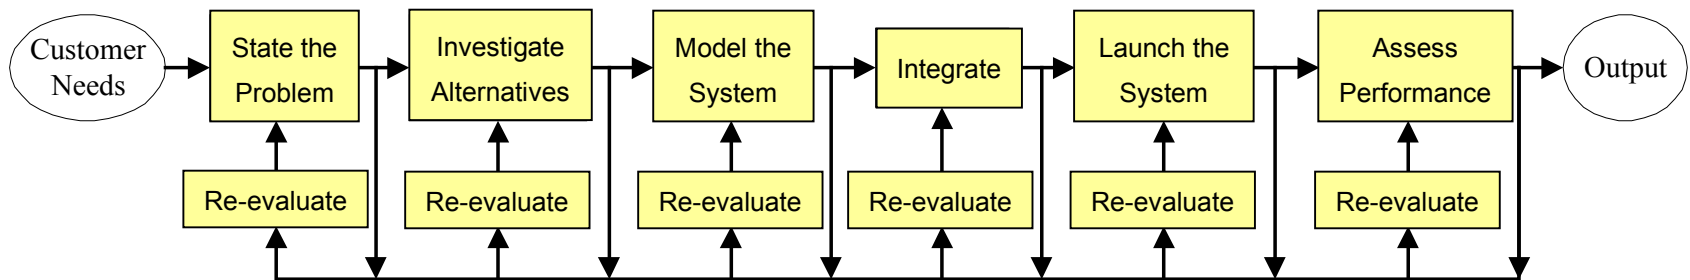 Customer
Needs
State the
Problem
Investigate
Alternatives
Model the
System
Integrate
Launch the
System
Assess
Performance
Output
Re-evaluate
Re-evaluate
Re-evaluate
Re-evaluate
Re-evaluate
Re-evaluate